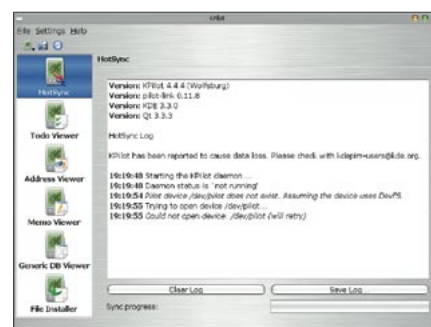 kpilot
File Settings Help
HotSync
HotSync
Todo Viewer
Address Viewer
Memo Viewer
Generic DB Viewer
File Installer
Version: KPilot 4.4.4 (Wolfsburg)
Version: pilot-link 0.11.8
Version: KDE 3.3.0
Version: Qt 3.3.3
HotSync Log
KPilot has been reported to cause data loss. Please check with kdepim-users@kde.org.
19:19:48 Starting the KPilot daemon ...
19:19:48 Daemon status is `not running'
19:19:54 Pilot device /dev/pilot does not exist. Assuming the device uses DevFS.
19:19:55 Trying to open device /dev/pilot...
19:19:55 Could not open device: /dev/pilot (will retry)
Clear Log
Save Log...
Sync progress: